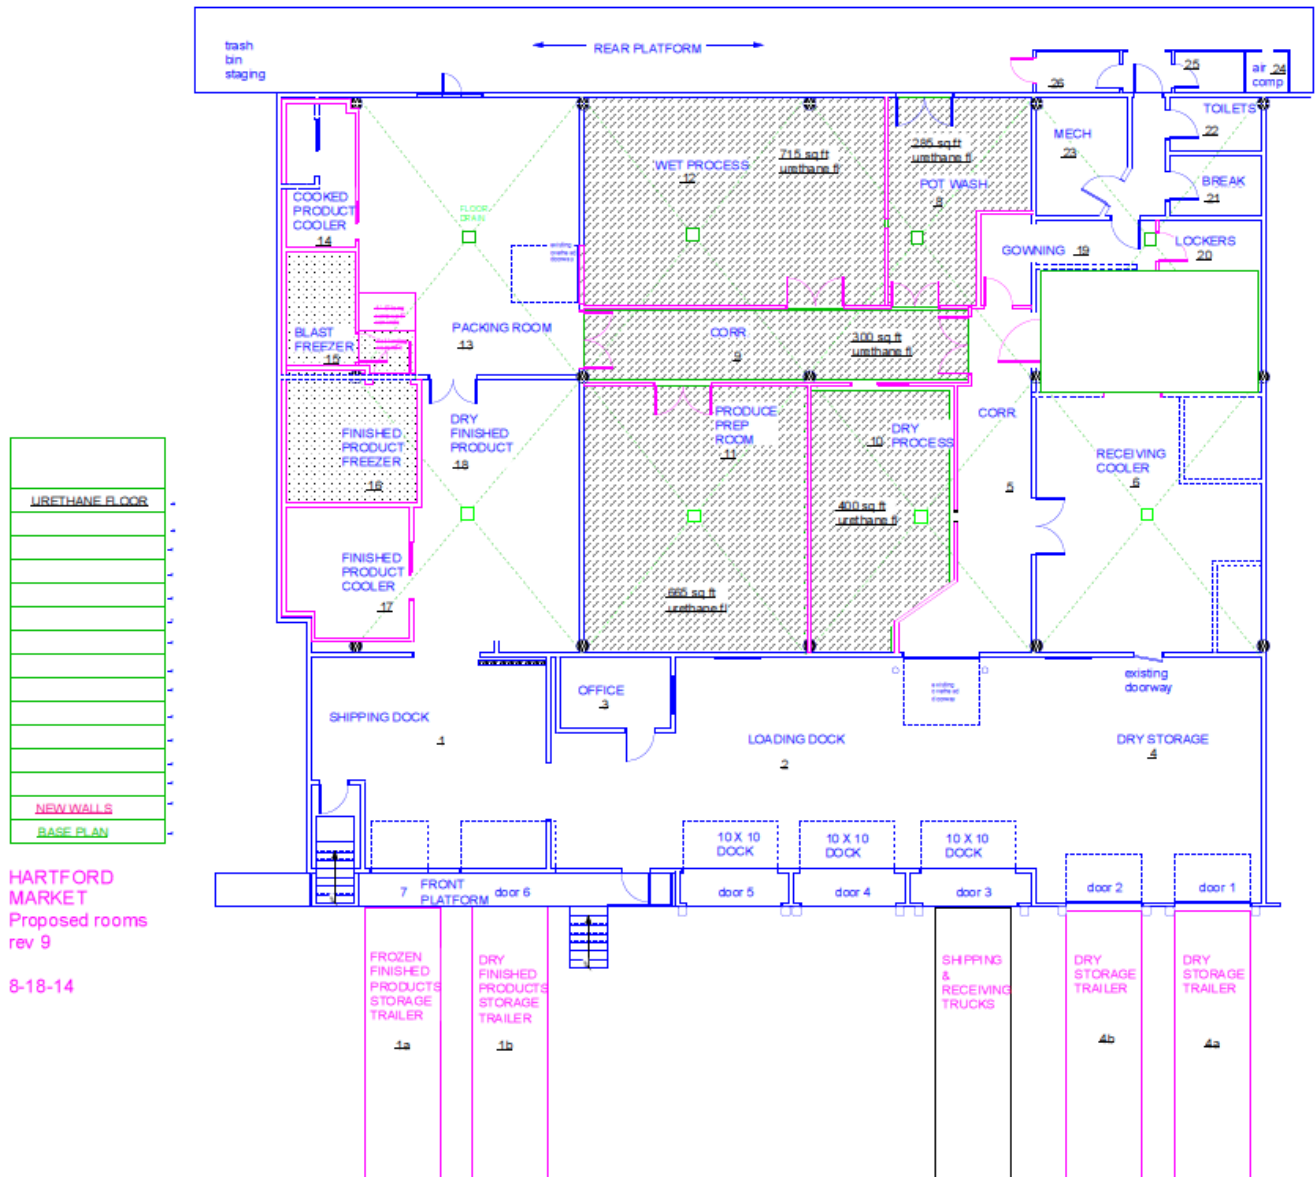 trash
bin
staging
REAR PLATFORM
26
25
air
comp
24
TOILETS
22
MECH
23
BREAK
21
LOCKERS
20
GOWNING
19
WET PROCESS
12
715 sq ft
urethane fl
285 sq ft
urethane fl
POT WASH
8
COOKED
PRODUCT
COOLER
14
FLOOR
DRAIN
existing
overhead
doorway
BLAST
FREEZER
15
PACKING ROOM
13
CORR
9
300 sq ft
urethane fl
FINISHED
PRODUCT
FREEZER
16
DRY
FINISHED
PRODUCT
18
PRODUCE
PREP
ROOM
11
DRY
PROCESS
10
CORR.
5
RECEIVING
COOLER
6
400 sq ft
urethane fl
665 sq ft
urethane fl
FINISHED
PRODUCT
COOLER
17
URETHANE FLOOR
NEW WALLS
BASE PLAN
HARTFORD
MARKET
Proposed rooms
rev 9
8-18-14
OFFICE
3
SHIPPING DOCK
1
LOADING DOCK
2
existing
overhead
doorway
existing
doorway
DRY STORAGE
4
10 X 10
DOCK
10 X 10
DOCK
10 X 10
DOCK
7
FRONT
PLATFORM
door 6
door 5
door 4
door 3
door 2
door 1
FROZEN
FINISHED
PRODUCTS
STORAGE
TRAILER
1a
DRY
FINISHED
PRODUCTS
STORAGE
TRAILER
1b
SHIPPING
&
RECEIVING
TRUCKS
DRY
STORAGE
TRAILER
4b
DRY
STORAGE
TRAILER
4a